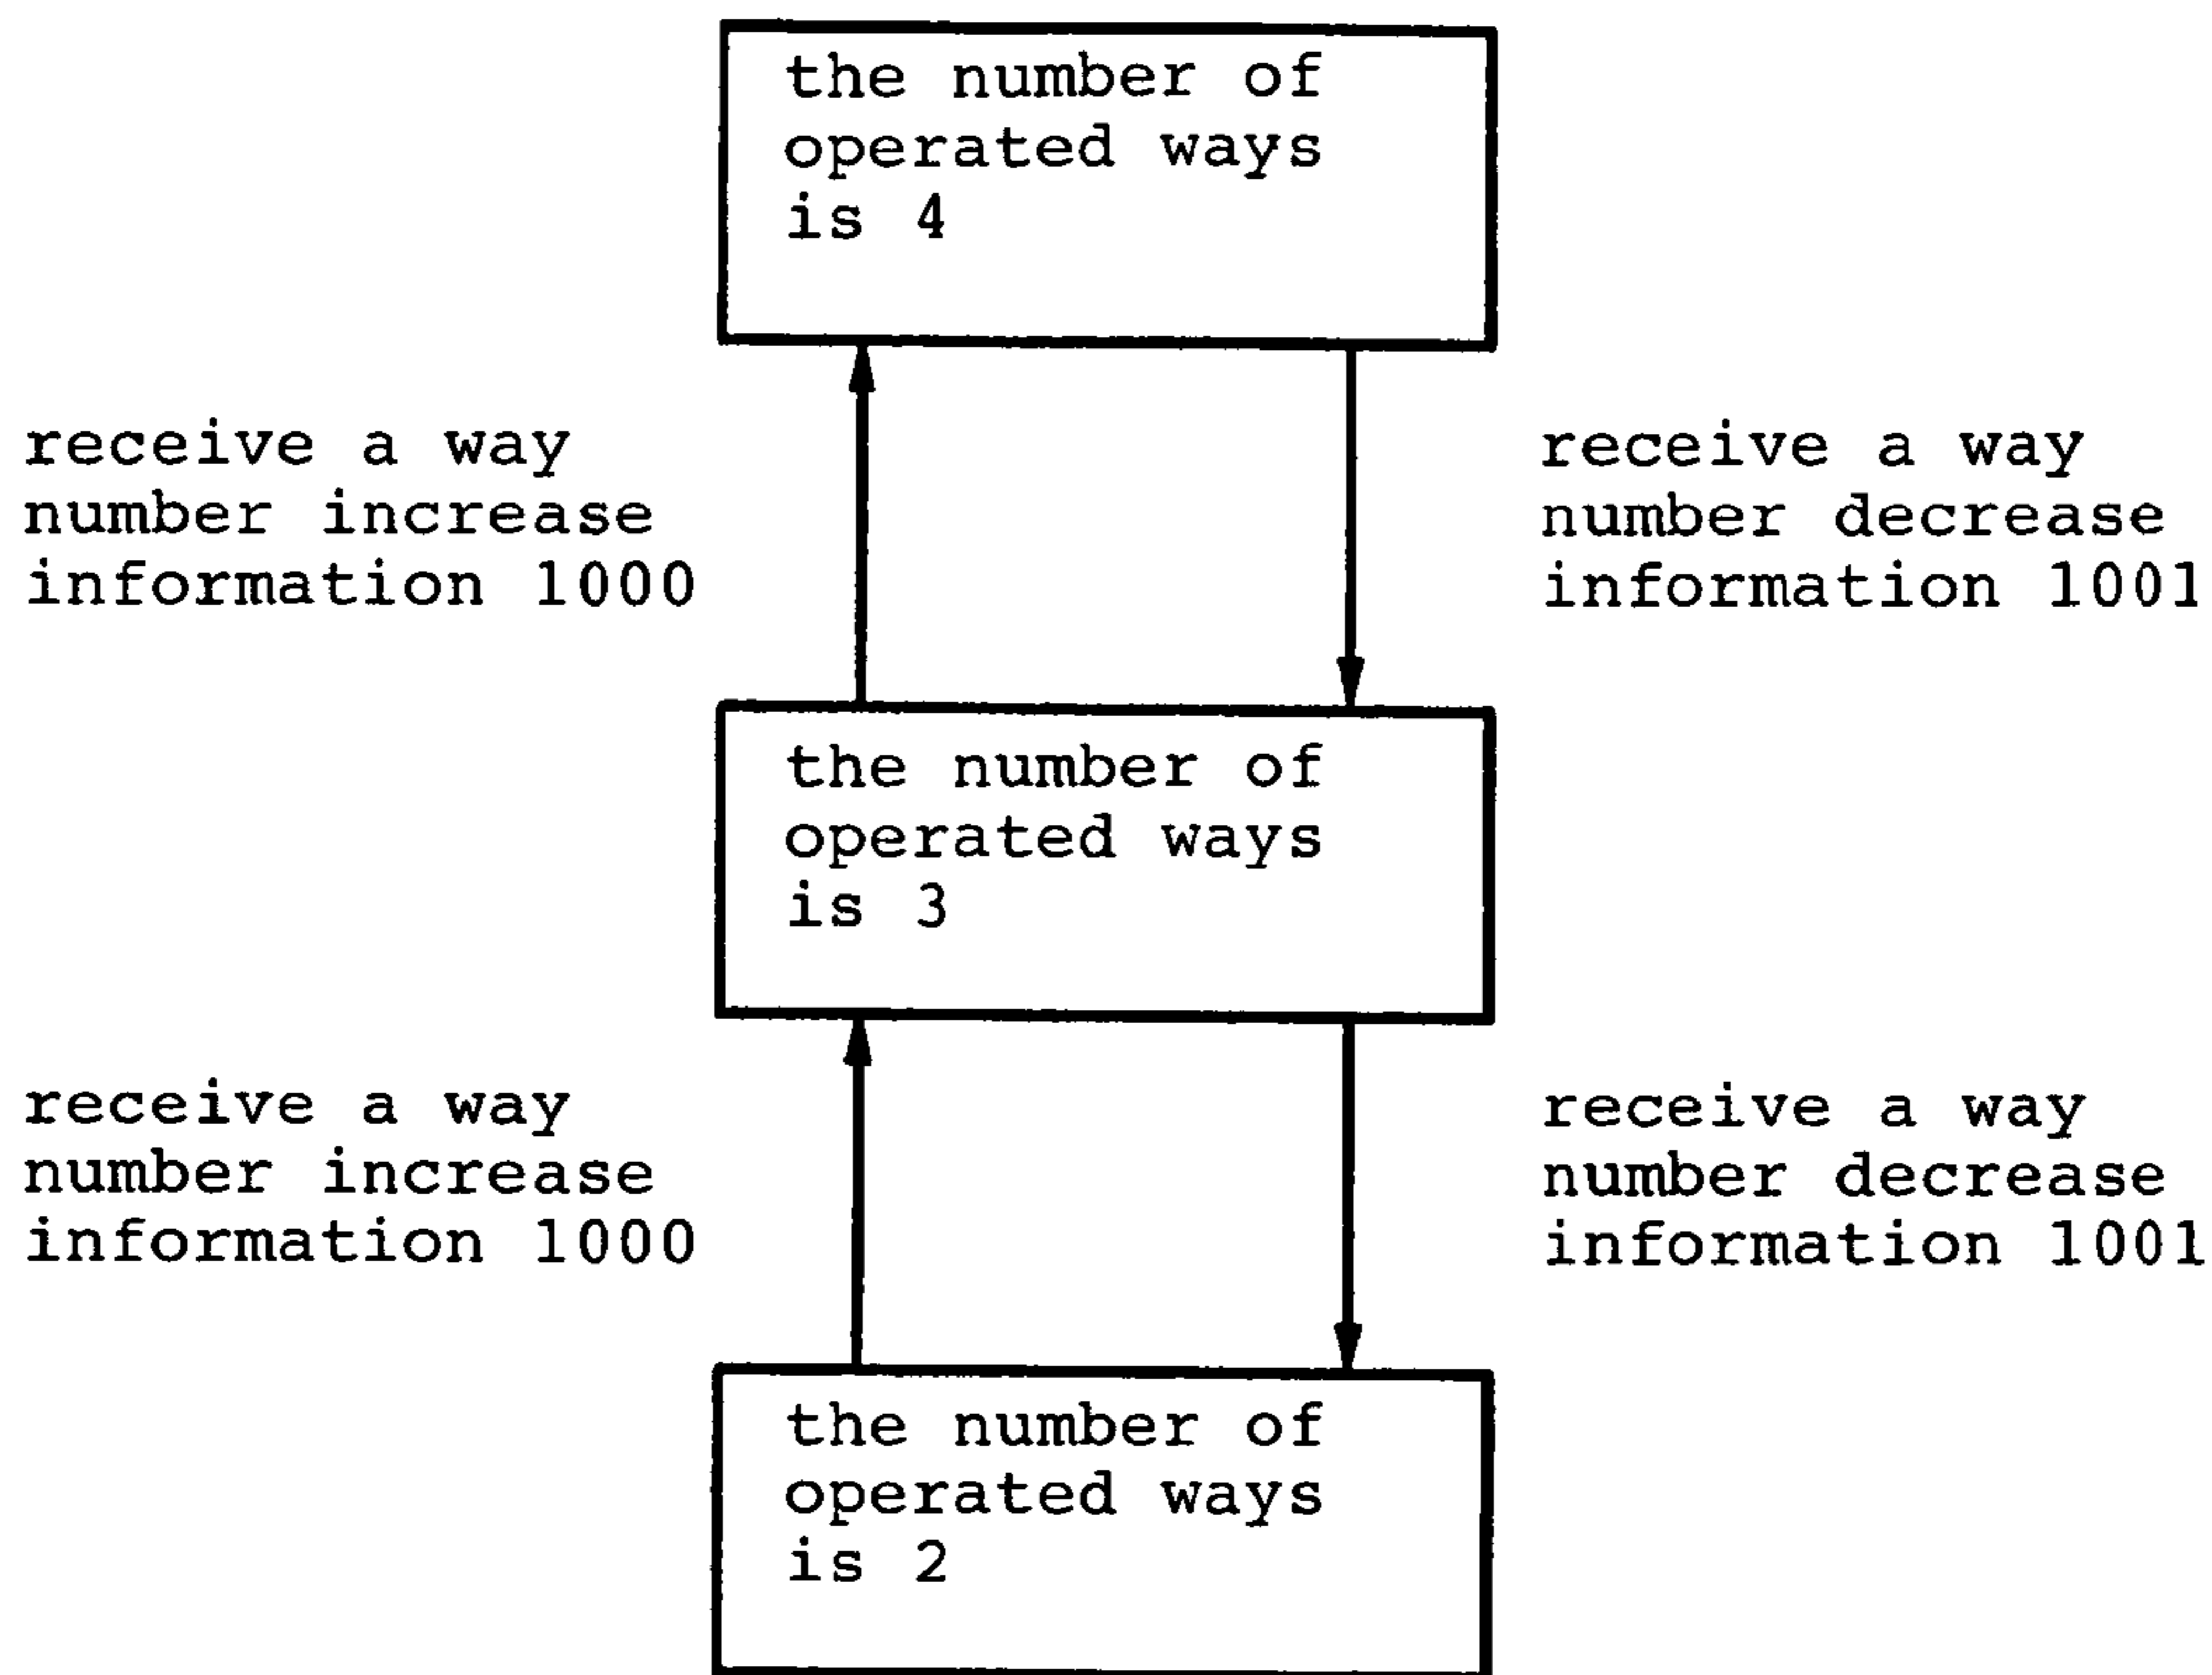 the number of
operated ways
is 4
receive a way
number increase
information 1000
receive a way
number decrease
information 1001
the number of
operated ways
is 3
receive a way
number increase
information 1000
receive a way
number decrease
information 1001
the number of
operated ways
is 2